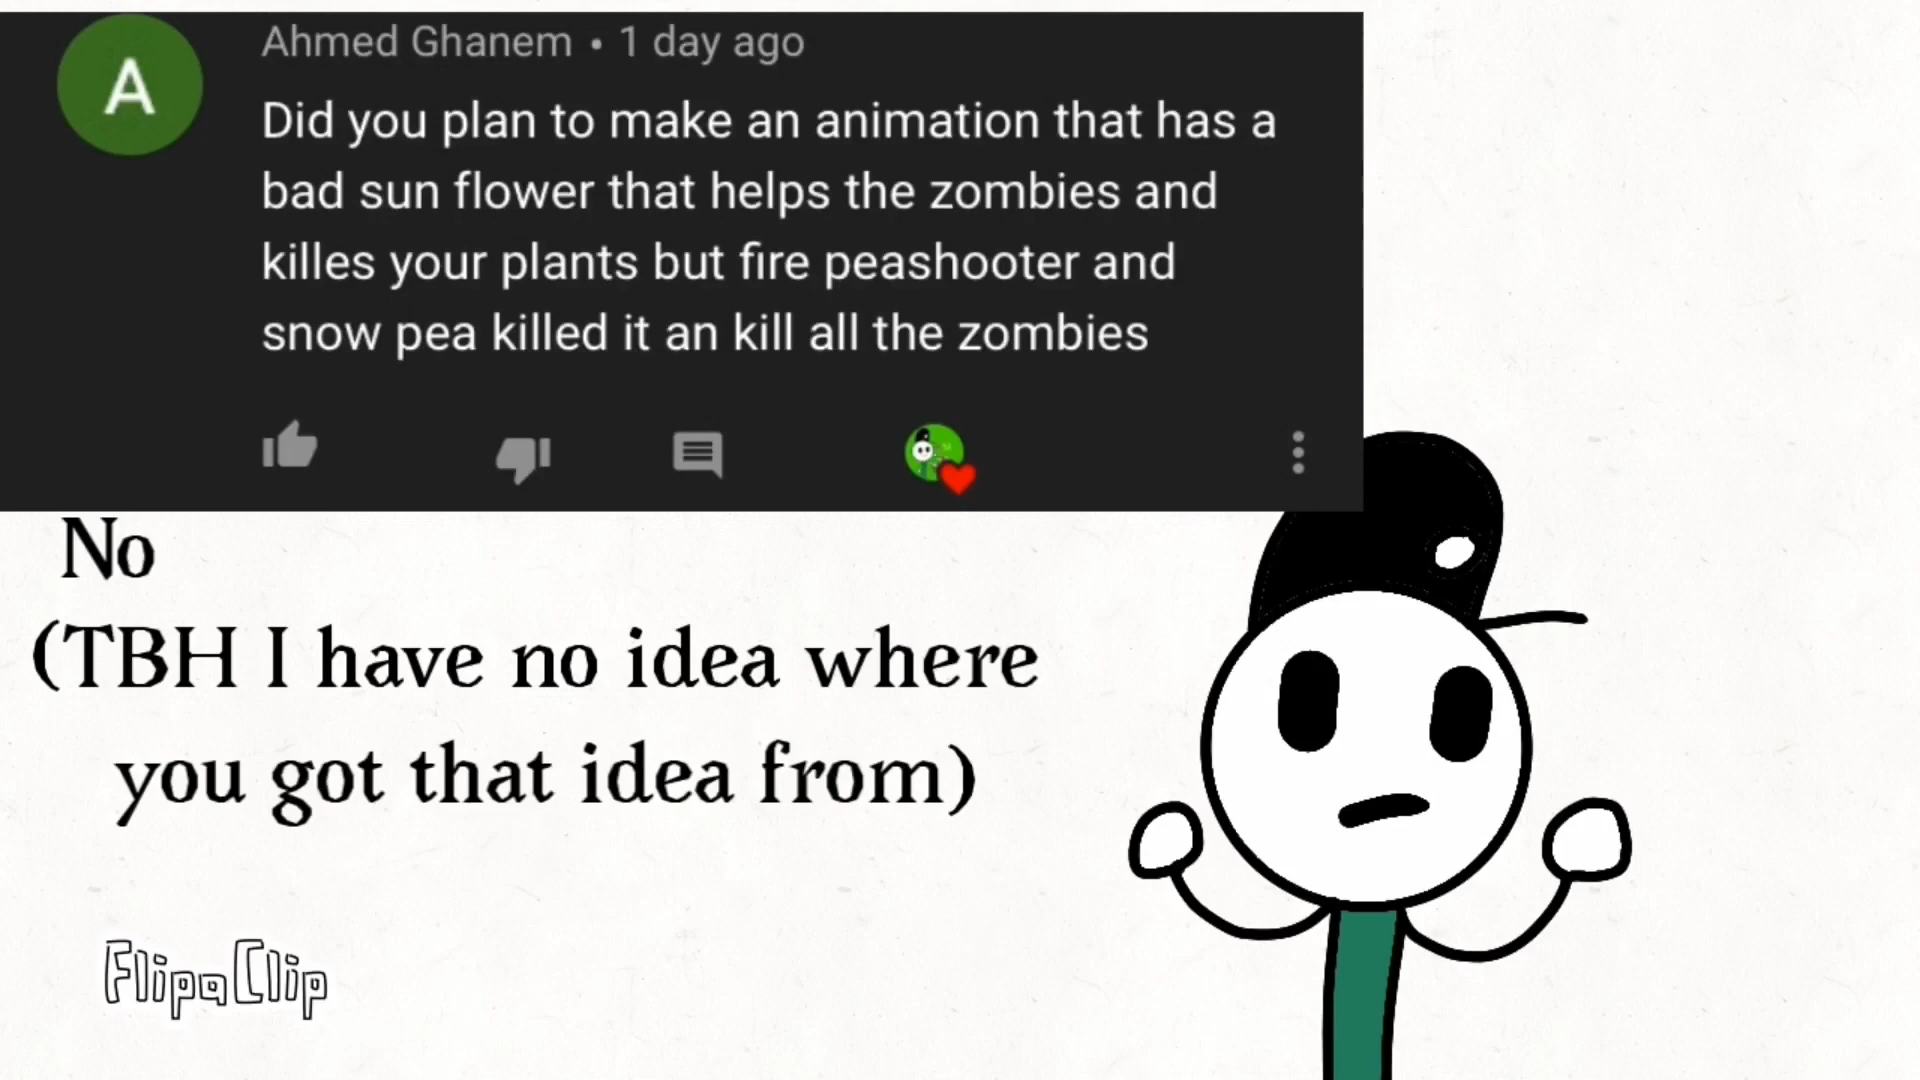 A
Ahmed Ghanem • 1 day ago
Did you plan to make an animation that has a
bad sun flower that helps the zombies and
killes your plants but fire peashooter and
snow pea killed it an kill all the zombies
No
(TBH I have no idea where
you got that idea from)
FlipaClip